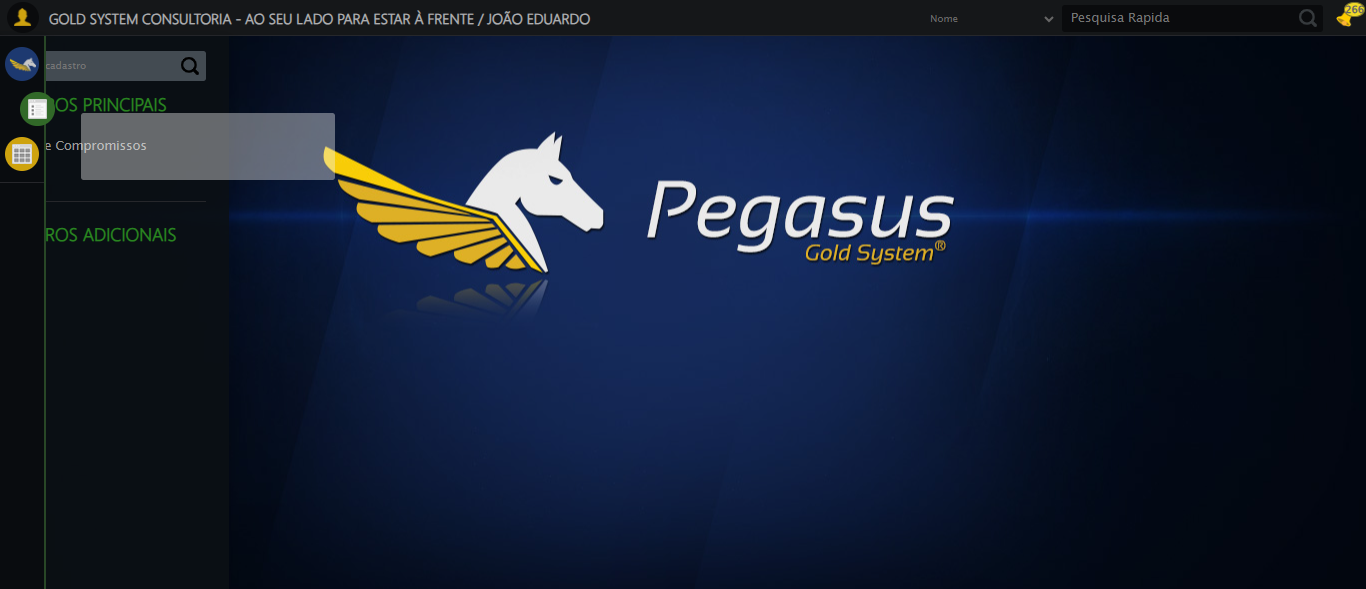 GOLD SYSTEM CONSULTORIA - AO SEU LADO PARA ESTAR À FRENTE / JOÃO EDUARDO
Nome
Pesquisa Rapida
266
cadastro
OS PRINCIPAIS
e Compromissos
ROS ADICIONAIS
Pegasus
Gold System®